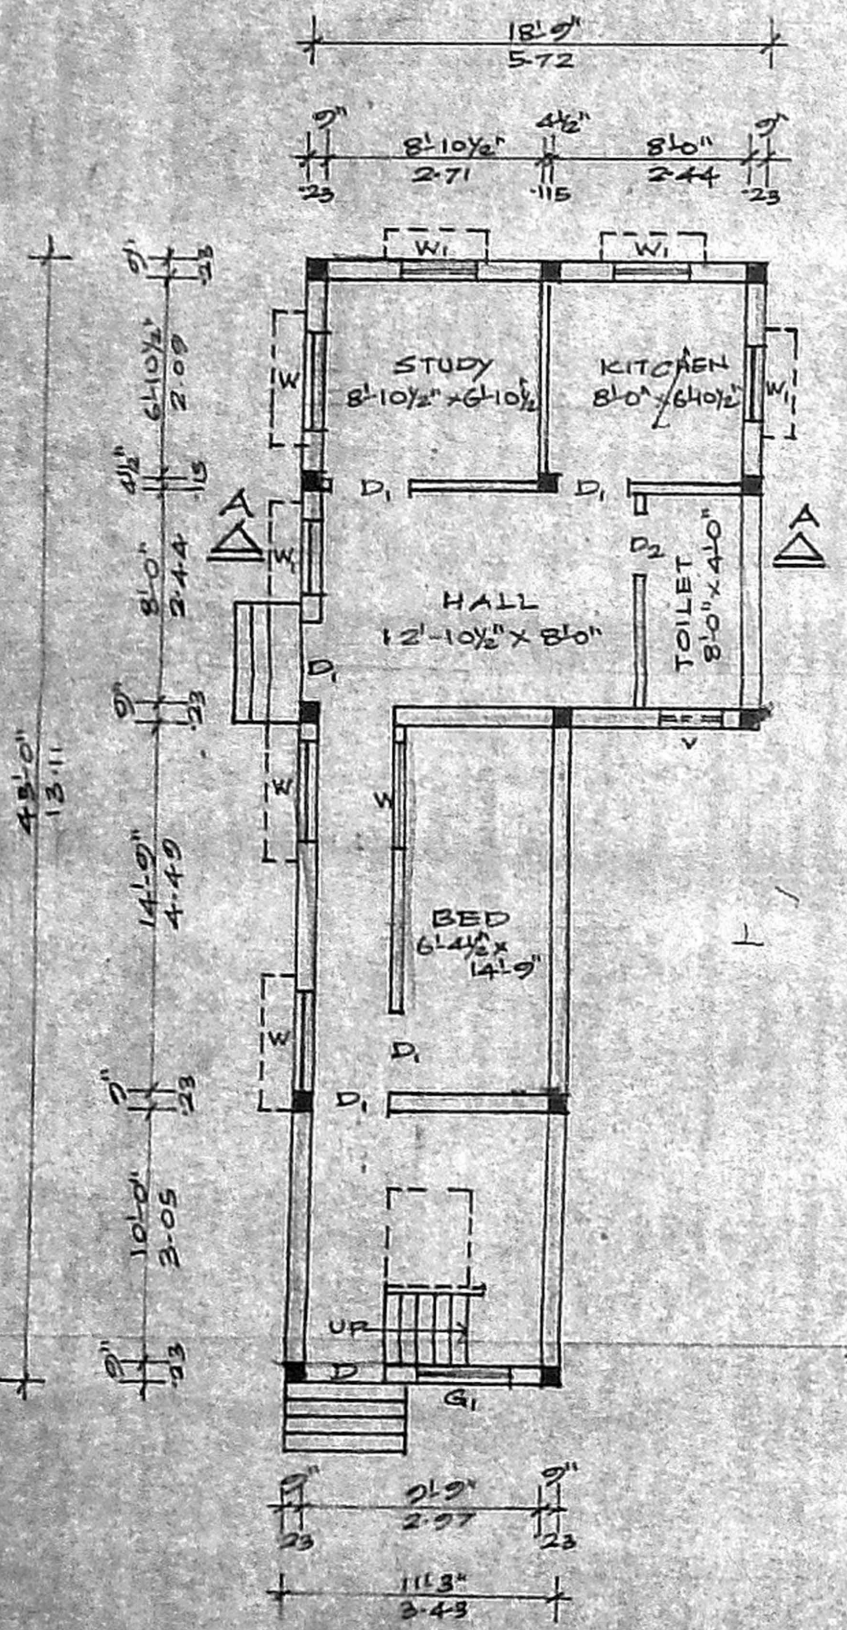 18'-9"
5.72
9" 8'-10½" 4½" 8'-0" 9"
.23 2.71 .115 2.44 .23
W1 W1
9"
.23
6'-10½"
2.09
4½"
.115
8'-0"
2.44
9"
.23
14'-9"
4.49
9"
.23
10'-0"
3.05
9"
.23
43'-0"
13.11
W
STUDY
8'-10½" x 6'-10½
KITCHEN
8'-0" x 6'-10½"
W1
D1 D1
A
A
W
D2
TOILET
8'-0" x 4'-0"
HALL
12'-10½" x 8'-0"
D1
V
W W
BED
6'-4½" x
14'-9"
W
D1
D1
UP
D
G1
9" 9'-9" 9"
.23 2.97 .23
11'-3"
3.43